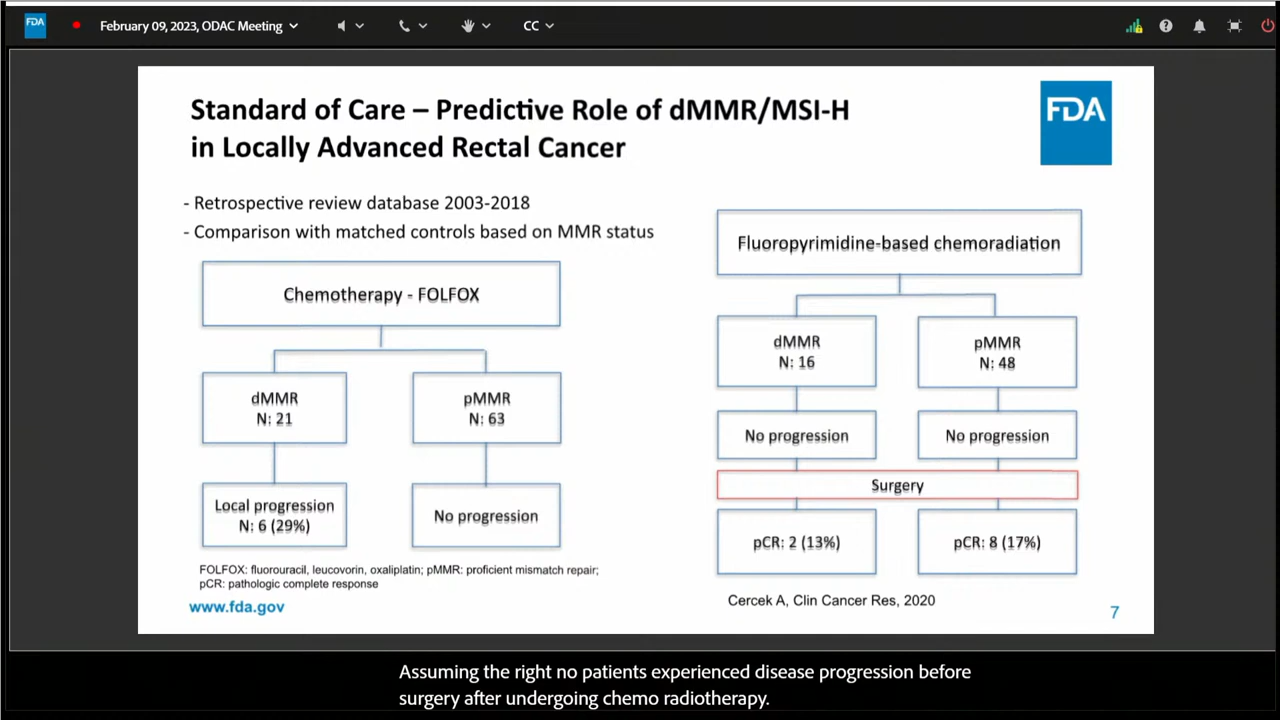 FDA
February 09, 2023, ODAC Meeting
CC
Standard of Care – Predictive Role of dMMR/MSI-H
in Locally Advanced Rectal Cancer
FDA
- Retrospective review database 2003-2018
- Comparison with matched controls based on MMR status
Chemotherapy - FOLFOX
dMMR
N: 21
pMMR
N: 63
Local progression
N: 6 (29%)
No progression
FOLFOX: fluorouracil, leucovorin, oxaliplatin; pMMR: proficient mismatch repair;
pCR: pathologic complete response
www.fda.gov
Fluoropyrimidine-based chemoradiation
dMMR
N: 16
pMMR
N: 48
No progression
No progression
Surgery
pCR: 2 (13%)
pCR: 8 (17%)
Cercek A, Clin Cancer Res, 2020
7
Assuming the right no patients experienced disease progression before
surgery after undergoing chemo radiotherapy.